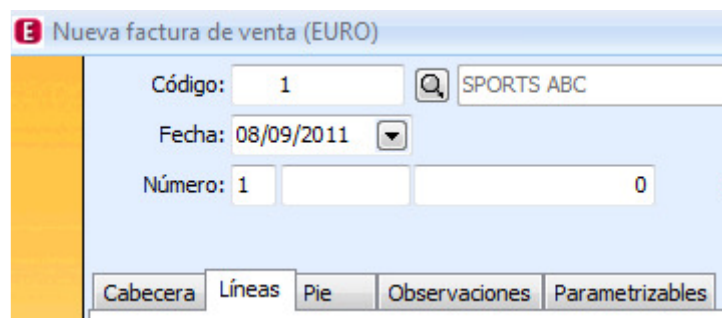 E Nueva factura de venta (EURO)
Código: 1 SPORTS ABC
Fecha: 08/09/2011
Número: 1 0
Cabecera Líneas Pie Observaciones Parametrizables